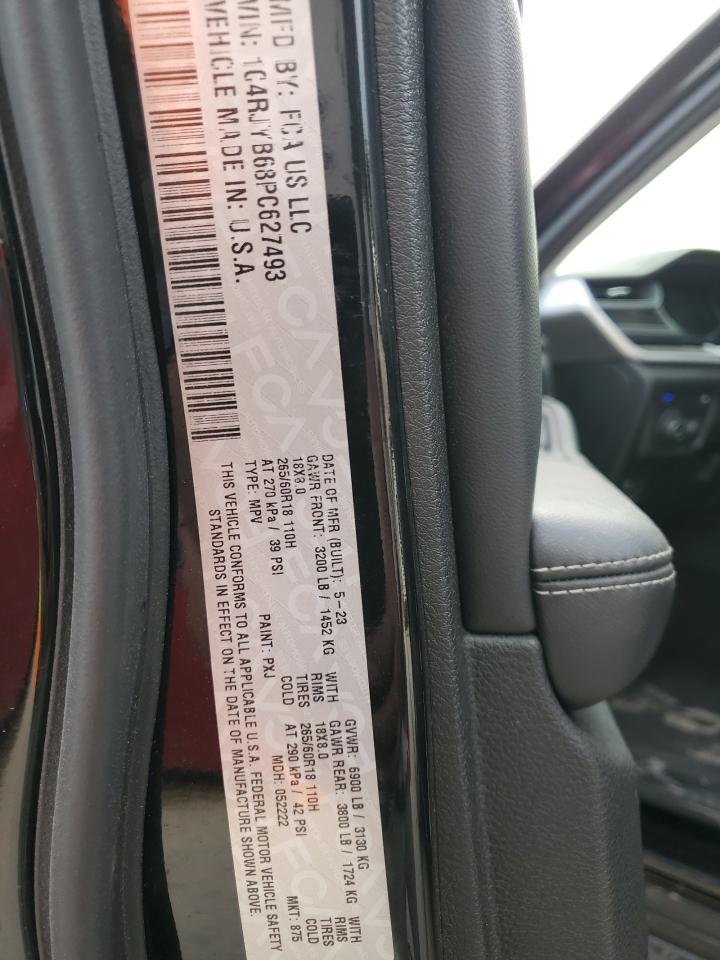 MFD BY: FCA US LLC
VIN: 1C4RJYB68PC627493
VEHICLE MADE IN: U.S.A.
DATE OF MFR (BUILT): 5-23 GVWR: 6900 LB / 3130 KG
GAWR FRONT: 3200 LB / 1452 KG WITH GAWR REAR: 3800 LB / 1724 KG WITH
18X8.0 RIMS 18X8.0 RIMS
265/60R18 110H TIRES 265/60R18 110H TIRES
AT 270 kPa / 39 PSI COLD AT 290 kPa / 42 PSI COLD
TYPE: MPV PAINT: PXJ MDH: 052222 MKT: 875
THIS VEHICLE CONFORMS TO ALL APPLICABLE U.S.A. FEDERAL MOTOR VEHICLE SAFETY
STANDARDS IN EFFECT ON THE DATE OF MANUFACTURE SHOWN ABOVE.